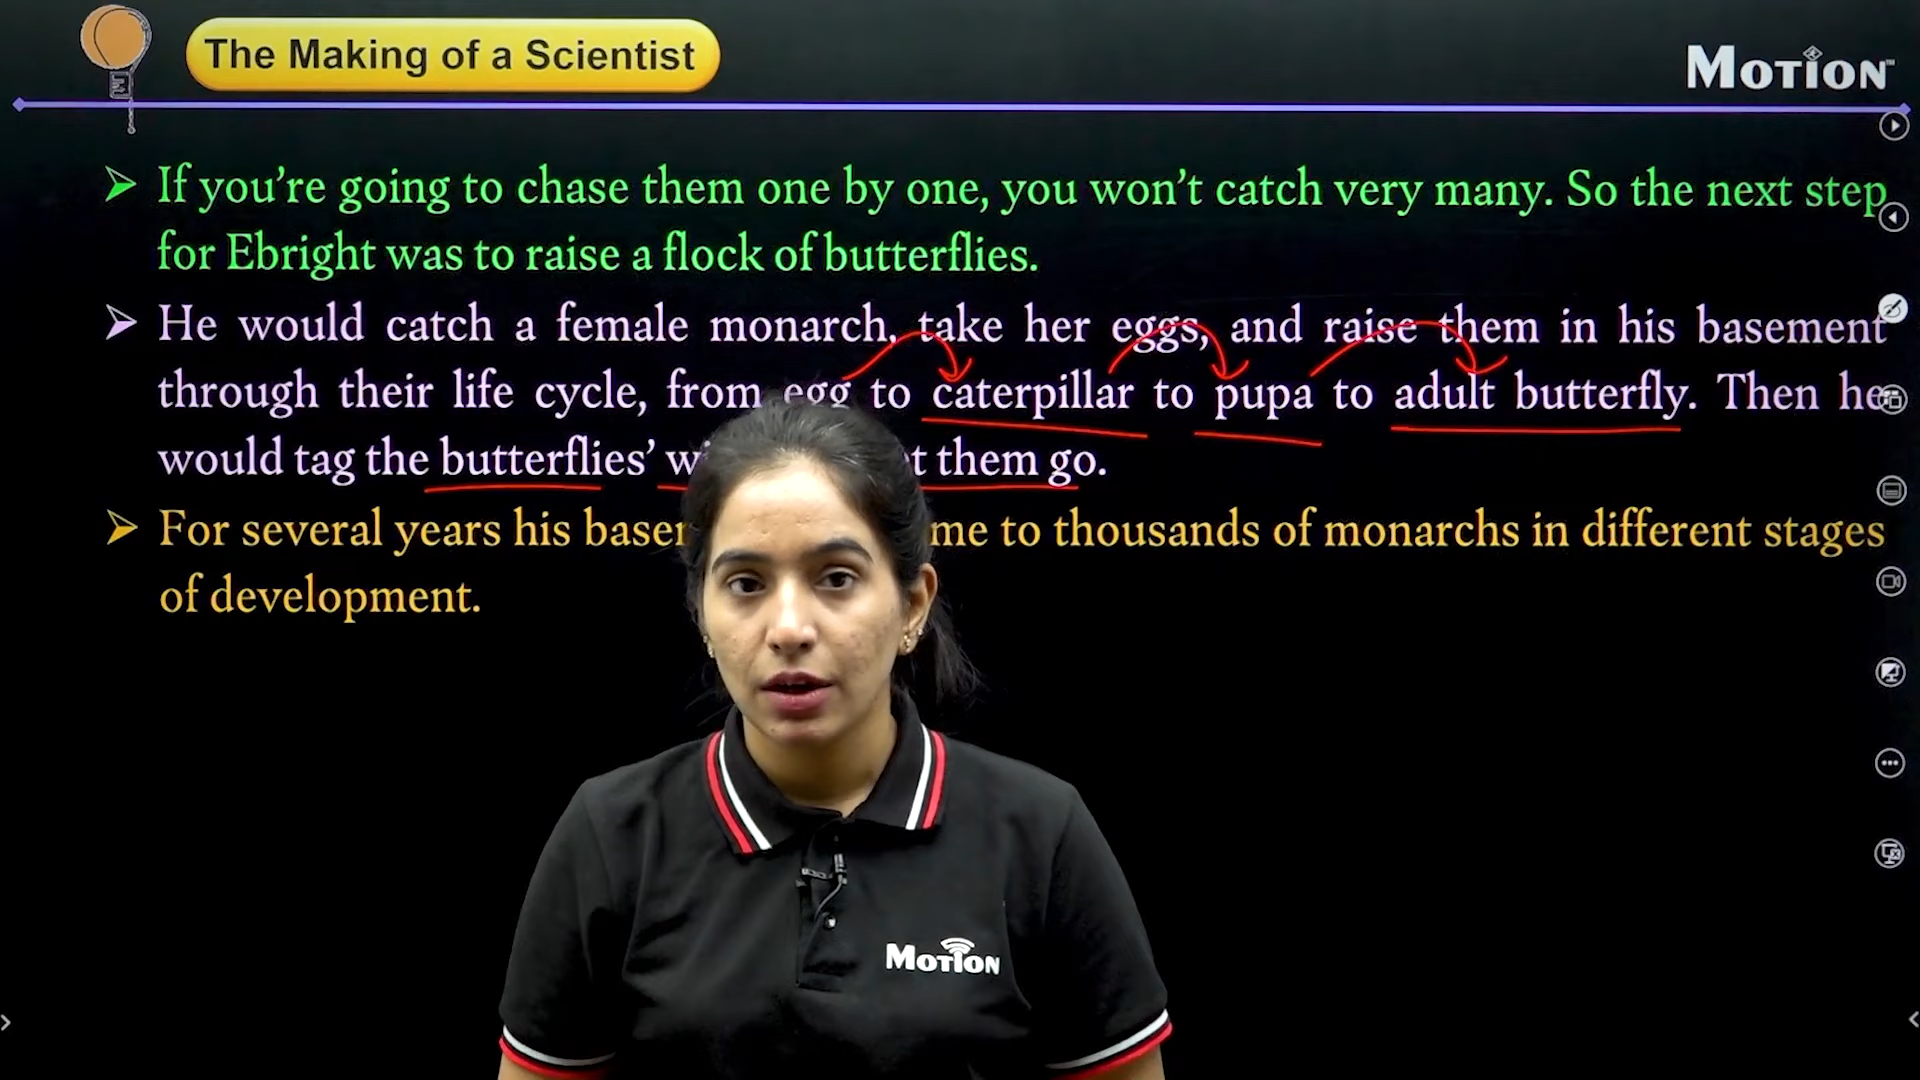 The Making of a Scientist
MOTION
If you're going to chase them one by one, you won't catch very many. So the next step
for Ebright was to raise a flock of butterflies.
He would catch a female monarch, take her eggs, and raise them in his basement
through their life cycle, from egg to caterpillar to pupa to adult butterfly. Then he
would tag the butterflies' them go.
For several years his to thousands of monarchs in different stages
of development.
MOTION